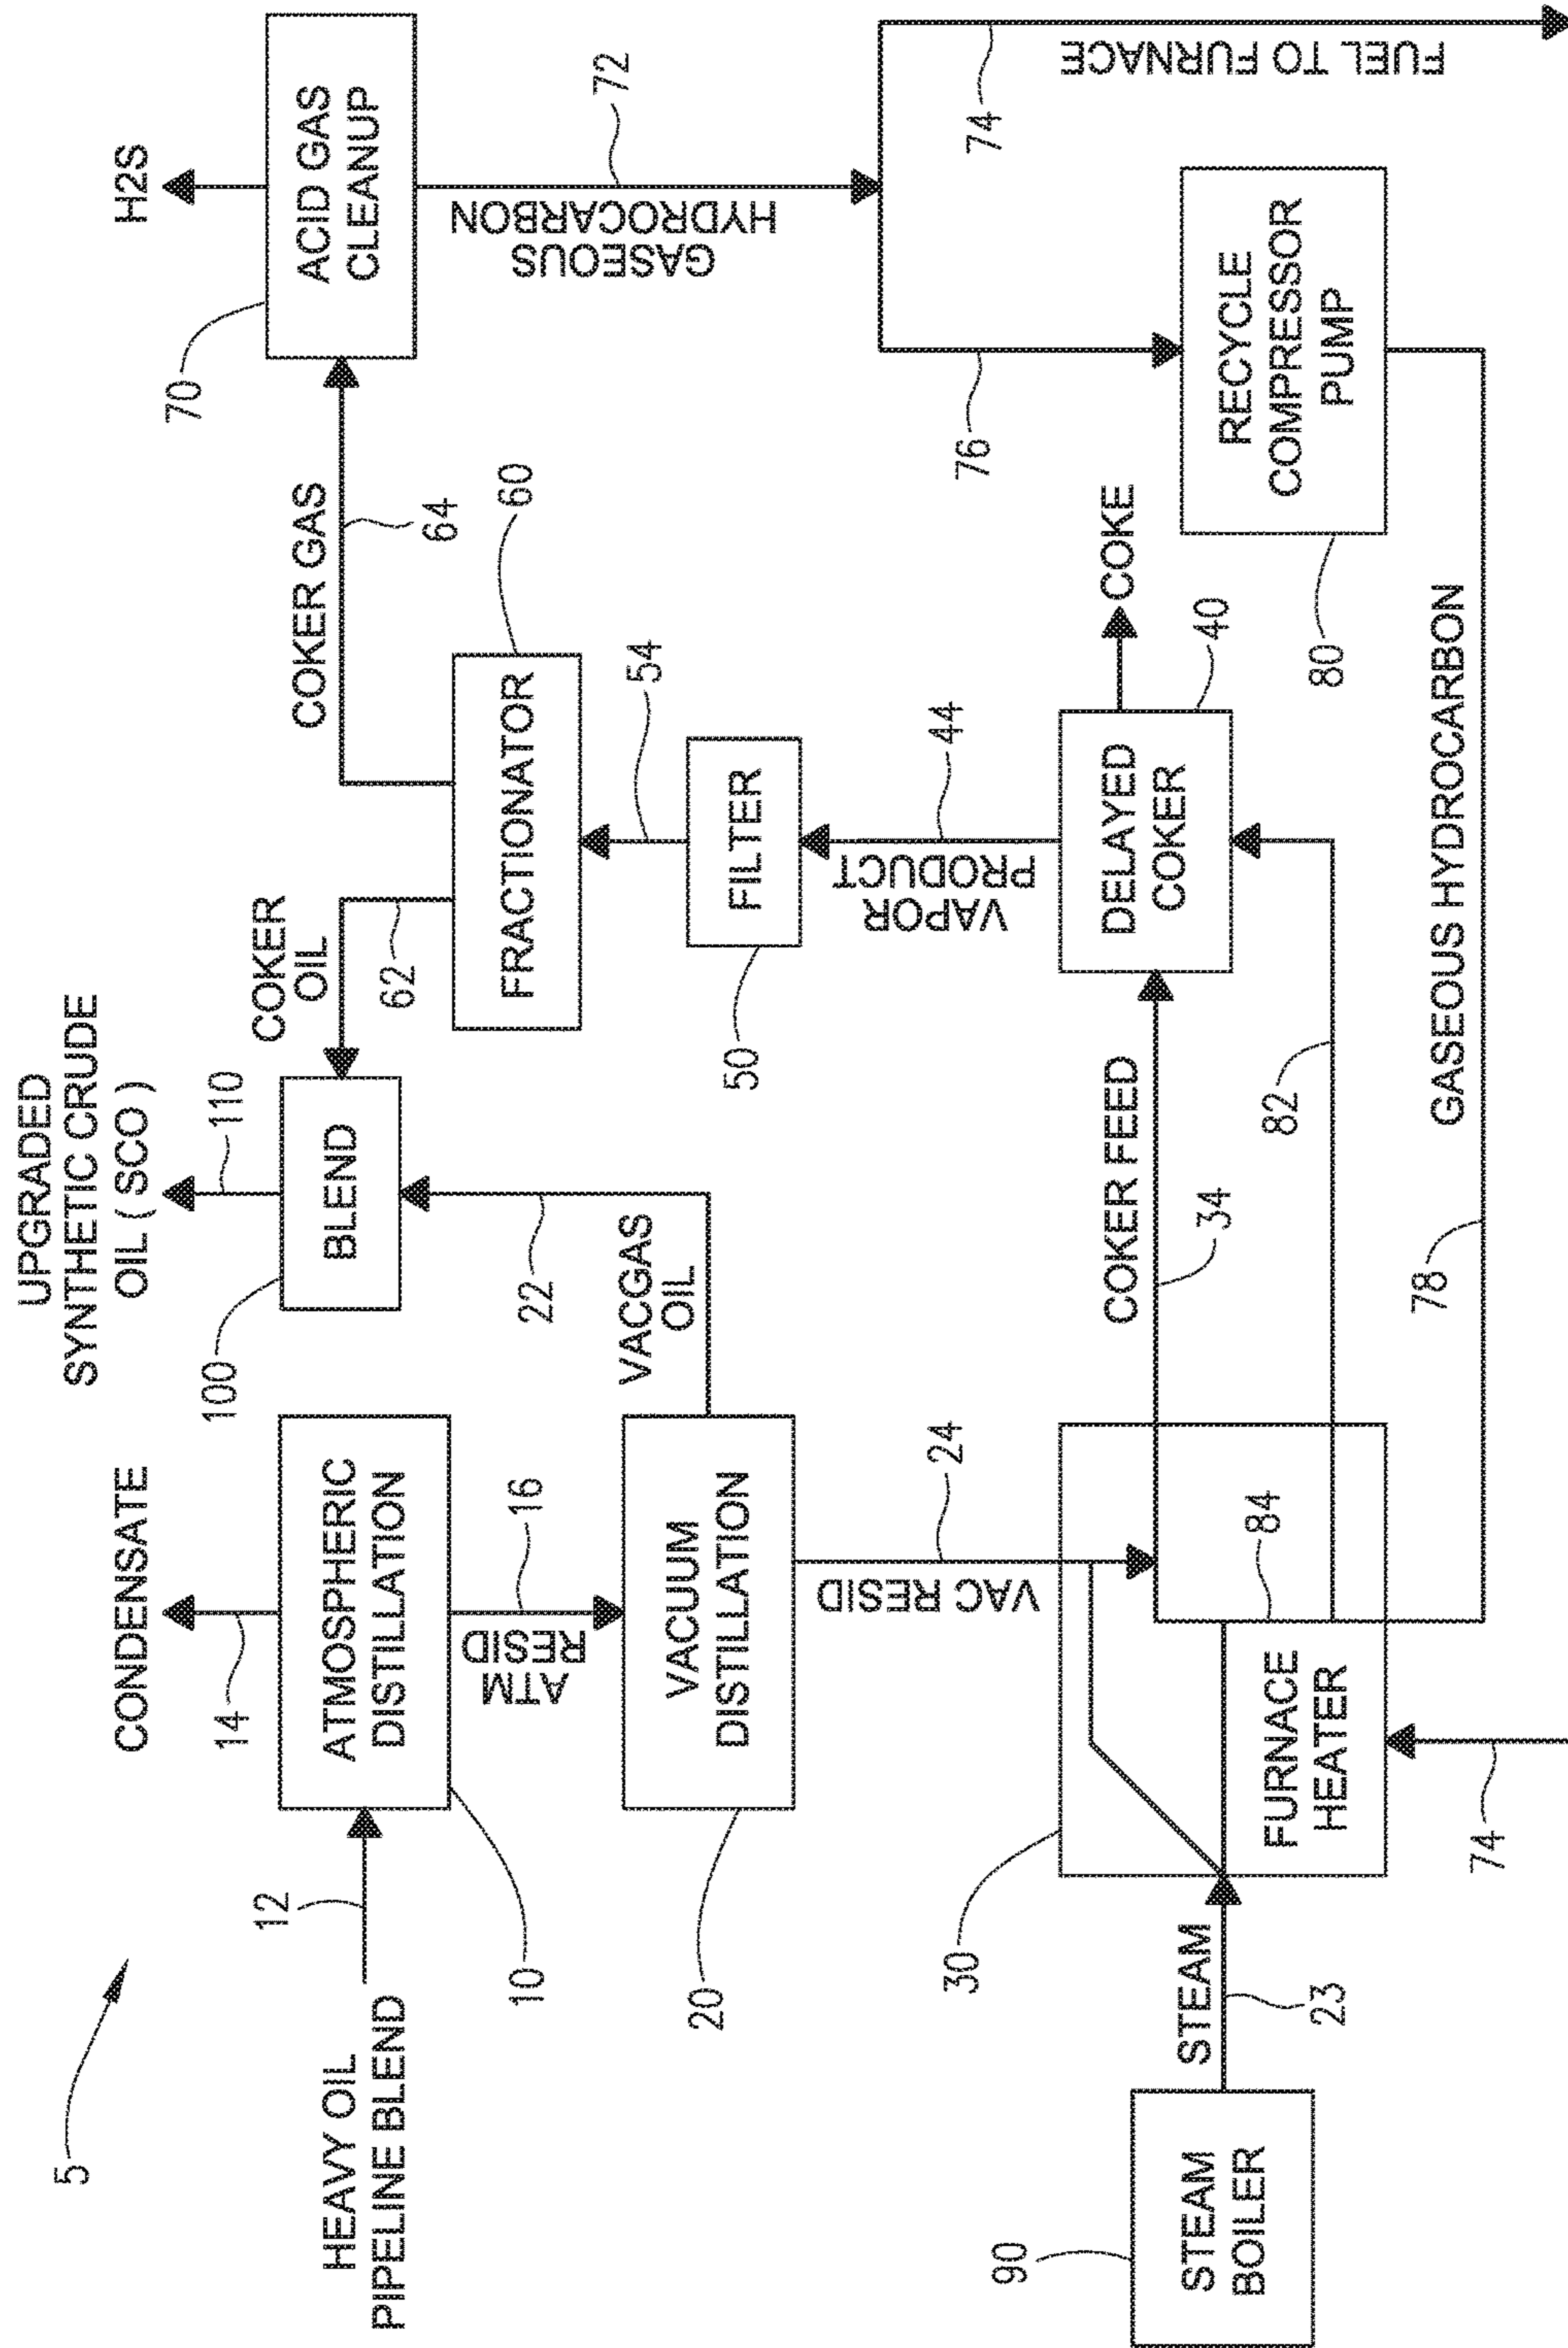 5
HEAVY OIL
PIPELINE BLEND
12
10
CONDENSATE
14
ATMOSPHERIC
DISTILLATION
16
ATM
RESID
20
VACUUM
DISTILLATION
VACGAS
OIL
22
24
VAC RESID
UPGRADED
SYNTHETIC CRUDE
OIL ( SCO )
110
100
BLEND
COKER
OIL
62
FRACTIONATOR
60
COKER GAS
64
54
FILTER
50
44
VAPOR
PRODUCT
H2S
70
ACID GAS
CLEANUP
72
GASEOUS
HYDROCARBON
74
FUEL TO FURNACE
76
RECYCLE
COMPRESSOR
PUMP
80
COKE
40
DELAYED
COKER
COKER FEED
34
82
GASEOUS HYDROCARBON
78
30
84
FURNACE
HEATER
74
STEAM
23
90
STEAM
BOILER